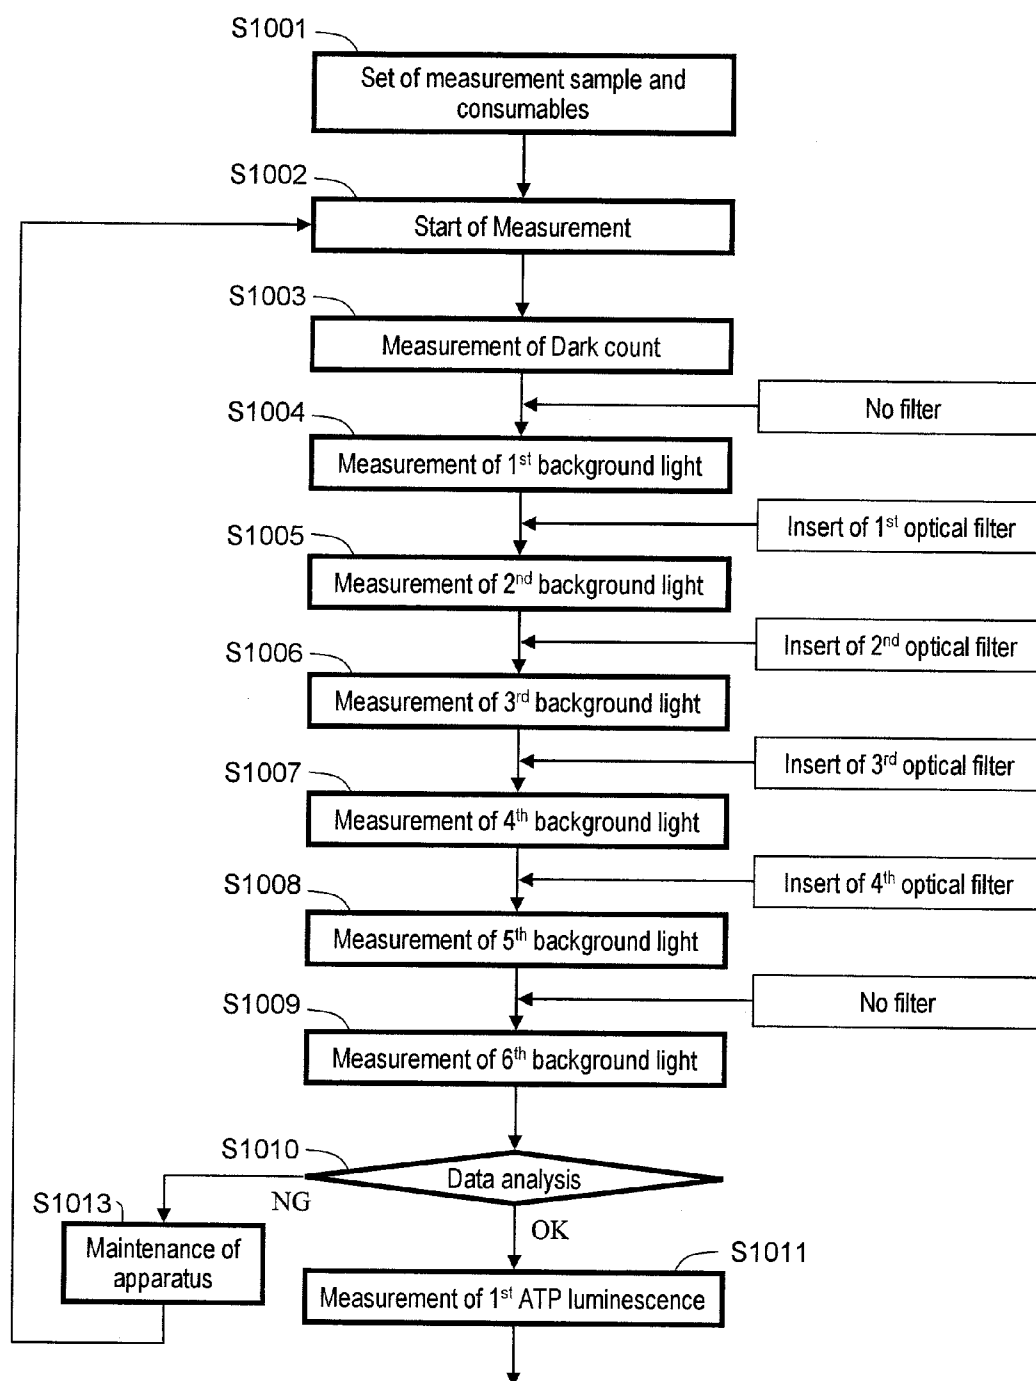 S1001
Set of measurement sample and
consumables
S1002
Start of Measurement
S1003
Measurement of Dark count
No filter
S1004
Measurement of 1st background light
Insert of 1st optical filter
S1005
Measurement of 2nd background light
Insert of 2nd optical filter
S1006
Measurement of 3rd background light
Insert of 3rd optical filter
S1007
Measurement of 4th background light
Insert of 4th optical filter
S1008
Measurement of 5th background light
No filter
S1009
Measurement of 6th background light
S1010
Data analysis
NG
OK
S1013
Maintenance of
apparatus
S1011
Measurement of 1st ATP luminescence